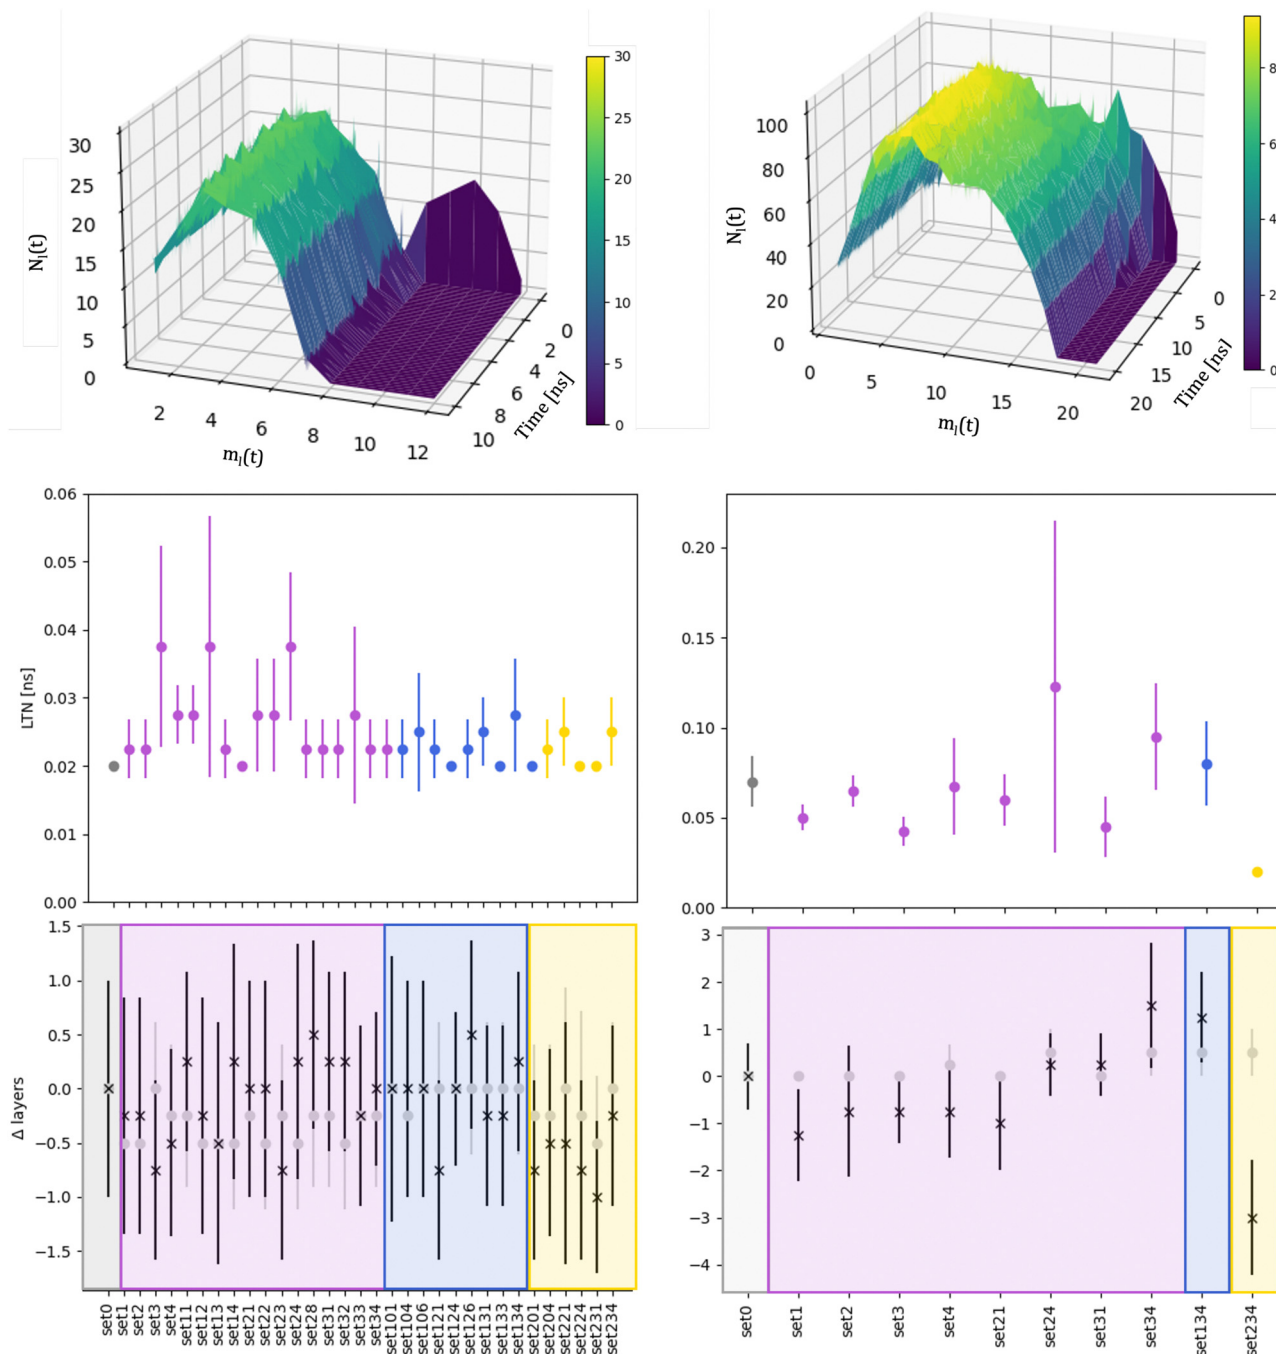 30
25
20
15
10
5
0
N_l(t)
2
4
6
8
10
12
m_l(t)
0
2
4
6
8
10
Time [ns]
30
25
20
15
10
5
0
100
80
60
40
20
0
N_l(t)
0
5
10
15
20
m_l(t)
0
5
10
15
20
Time [ns]
8
6
4
2
0
0.06
0.05
0.04
0.03
0.02
0.01
0.00
LTN [ns]
0.20
0.15
0.10
0.05
0.00
1.5
1.0
0.5
0.0
−0.5
−1.0
−1.5
Δ layers
set0
set1
set2
set3
set4
set11
set12
set13
set14
set21
set22
set23
set24
set28
set31
set32
set33
set34
set101
set104
set106
set121
set124
set126
set131
set133
set134
set201
set204
set221
set224
set231
set234
3
2
1
0
−1
−2
−3
−4
set0
set1
set2
set3
set4
set21
set24
set31
set34
set134
set234